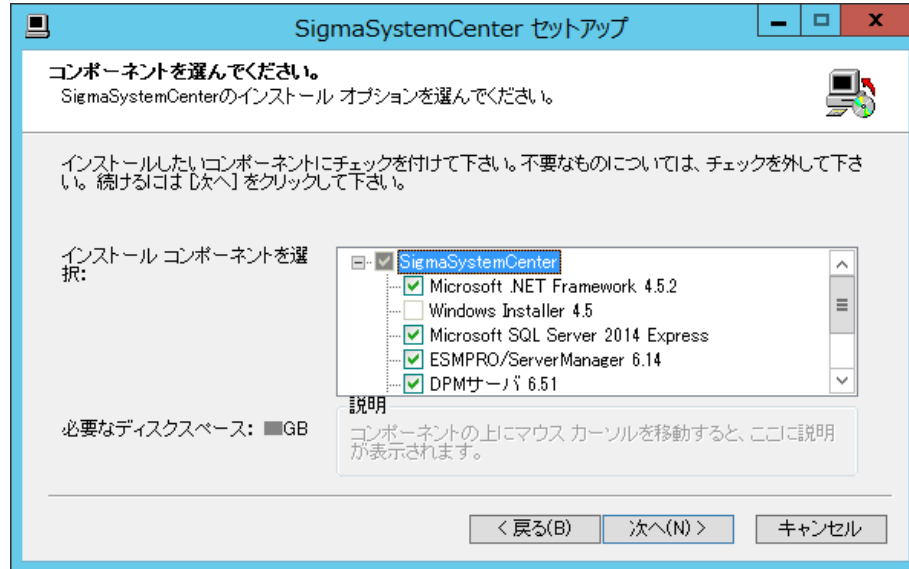 SigmaSystemCenter セットアップ
コンポーネントを選んでください。
SigmaSystemCenterのインストール オプションを選んでください。
インストールしたいコンポーネントにチェックを付けて下さい。不要なものについては、チェックを外して下さ
い。続けるには [次へ] をクリックして下さい。
インストール コンポーネントを選
択:
SigmaSystemCenter
Microsoft .NET Framework 4.5.2
Windows Installer 4.5
Microsoft SQL Server 2014 Express
ESMPRO/ServerManager 6.14
DPMサーバ 6.51
必要なディスクスペース: GB
説明
コンポーネントの上にマウス カーソルを移動すると、ここに説明
が表示されます。
< 戻る(B)
次へ(N) >
キャンセル